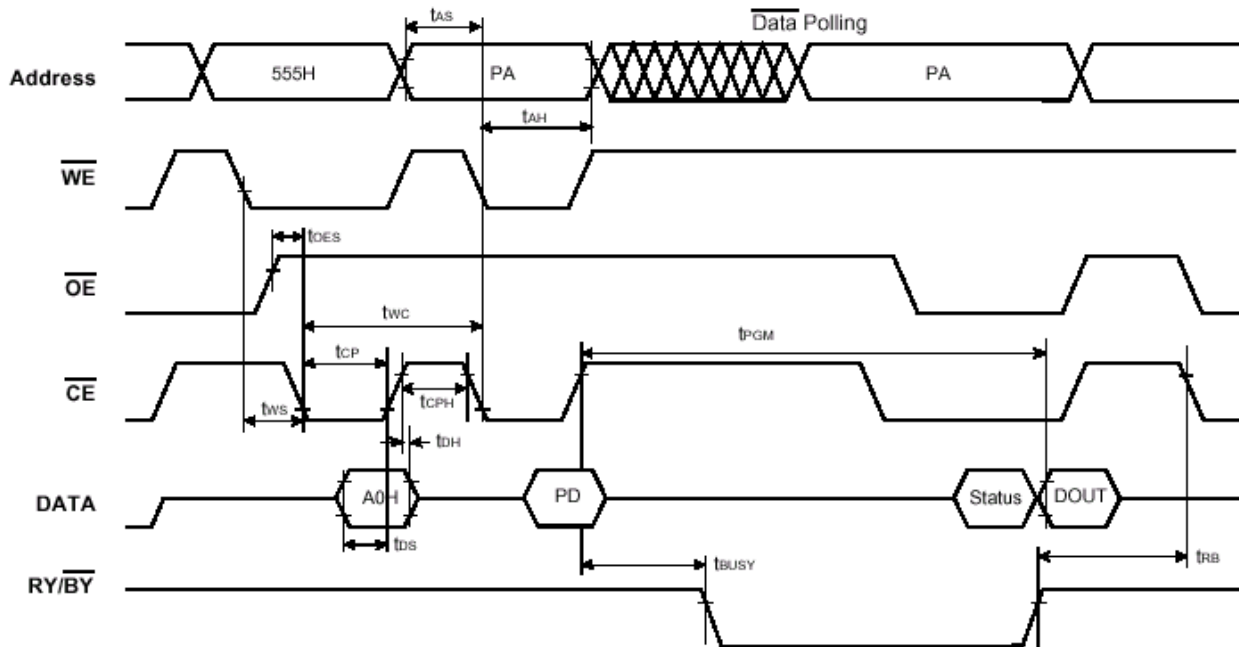 tAS
Data Polling
Address
555H
PA
PA
tAH
WE
tOES
OE
tWC
tPGM
tCP
CE
tCPH
tWS
tDH
DATA
A0H
PD
Status
DOUT
tDS
tBUSY
tRB
RY/BY